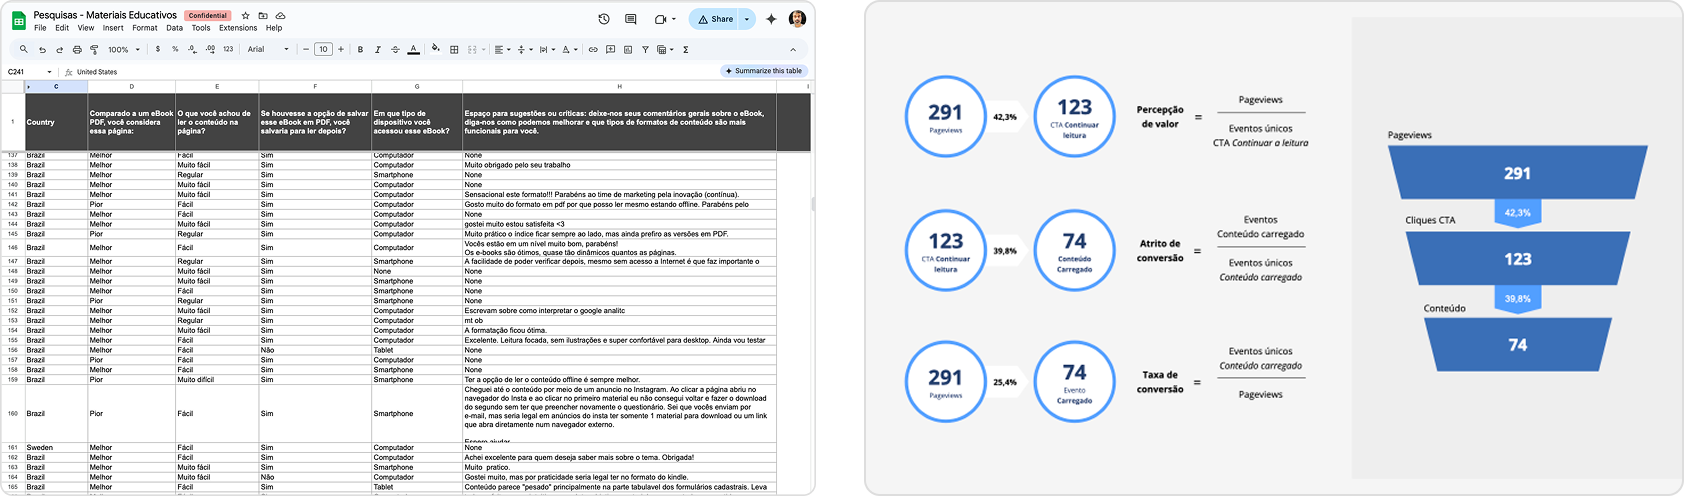 Pesquisas - Materiais Educativos Confidential
File Edit View Insert Format Data Tools Extensions Help
Share
100% $ % .0 .00 123 Arial 10 B I S A
C241 fx United States
Summarize this table
C D E F G H I
1 Country
Comparado a um eBook PDF, você considera essa página:
O que você achou de ler o conteúdo na página?
Se houvesse a opção de salvar esse eBook em PDF, você salvaria para ler depois?
Em que tipo de dispositivo você acessou esse eBook?
Espaço para sugestões ou críticas: deixe-nos seus comentários gerais sobre o eBook, diga-nos como podemos melhorar e que tipos de formatos de conteúdo são mais funcionais para você.
137 Brazil Melhor Fácil Sim Computador None
138 Brazil Melhor Muito fácil Sim Computador Muito obrigado pelo seu trabalho
139 Brazil Melhor Regular Sim Smartphone None
140 Brazil Melhor Muito fácil Sim Computador None
141 Brazil Melhor Muito fácil Sim Computador Sensacional este formato!!! Parabéns ao time de marketing pela inovação (contínua).
142 Brazil Pior Fácil Sim Computador Gosto muito do formato em pdf por que posso ler mesmo estando offline. Parabéns pelo
143 Brazil Melhor Fácil Sim Computador None
144 Brazil Melhor Muito fácil Sim Computador gostei muito estou satisfeita <3
145 Brazil Pior Regular Sim Computador Muito prático o índice ficar sempre ao lado, mas ainda prefiro as versões em PDF.
146 Brazil Melhor Fácil Sim Computador Vocês estão em um nível muito bom, parabéns!
Os e-books são ótimos, quase tão dinâmicos quantos as páginas.
147 Brazil Melhor Regular Sim Smartphone A facilidade de poder verificar depois, mesmo sem acesso a Internet é que faz importante o
148 Brazil Melhor Muito fácil Sim None None
149 Brazil Melhor Muito fácil Sim Smartphone None
150 Brazil Melhor Fácil Sim Smartphone None
151 Brazil Pior Regular Sim Smartphone None
152 Brazil Melhor Muito fácil Sim Computador Escrevam sobre como interpretar o google analitc
153 Brazil Melhor Regular Sim Smartphone mt ob
154 Brazil Melhor Muito fácil Sim Computador A formatação ficou ótima.
155 Brazil Melhor Fácil Sim Computador Excelente. Leitura focada, sem ilustrações e super confortável para desktop. Ainda vou testar
156 Brazil Melhor Fácil Não Tablet None
157 Brazil Pior Fácil Sim Computador None
158 Brazil Melhor Fácil Sim Smartphone None
159 Brazil Pior Muito difícil Sim Smartphone Ter a opção de ler o conteúdo offline é sempre melhor.
160 Brazil Pior Fácil Sim Smartphone
Cheguei até o conteúdo por meio de um anuncio no Instagram. Ao clicar a página abriu no
navegador do Insta e ao clicar no primeiro material eu não consegui voltar e fazer o download
do segundo sem ter que preencher novamente o questionário. Sei que vocês enviam por
e-mail, mas seria legal em anúncios do insta ter somente 1 material para download ou um link
que abra diretamente num navegador externo.
Espero ajudar
161 Sweden Melhor Fácil Sim Computador None
162 Brazil Melhor Fácil Sim Computador Achei excelente para quem deseja saber mais sobre o tema. Obrigada!
163 Brazil Melhor Muito fácil Sim Smartphone Muito pratico.
164 Brazil Melhor Muito fácil Não Computador Gostei muito, mas por praticidade seria legal ter no formato do kindle.
165 Brazil Melhor Fácil Sim Tablet Conteúdo parece "pesado" principalmente na parte tabulavel dos formulários cadastrais. Leva
291
Pageviews
42,3%
123
CTA Continuar
leitura
Percepção
de valor
=
Pageviews
Eventos únicos
CTA Continuar a leitura
123
CTA Continuar
leitura
39,8%
74
Conteúdo
Carregado
Atrito de
conversão
=
Eventos
Conteúdo carregado
Eventos únicos
Conteúdo carregado
291
Pageviews
25,4%
74
Evento
Carregado
Taxa de
conversão
=
Eventos únicos
Conteúdo carregado
Pageviews
Pageviews
291
42,3%
Cliques CTA
123
39,8%
Conteúdo
74